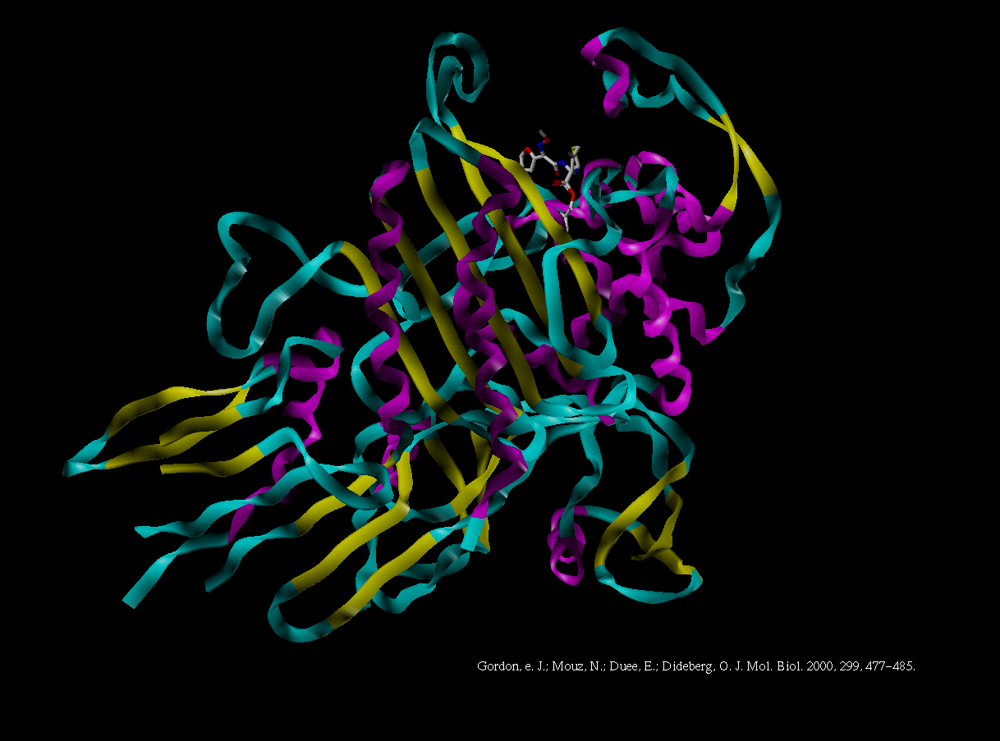 Gordon, e. J.; Mouz, N.; Duee, E.; Dideberg, O. J. Mol. Biol. 2000, 299, 477-485.